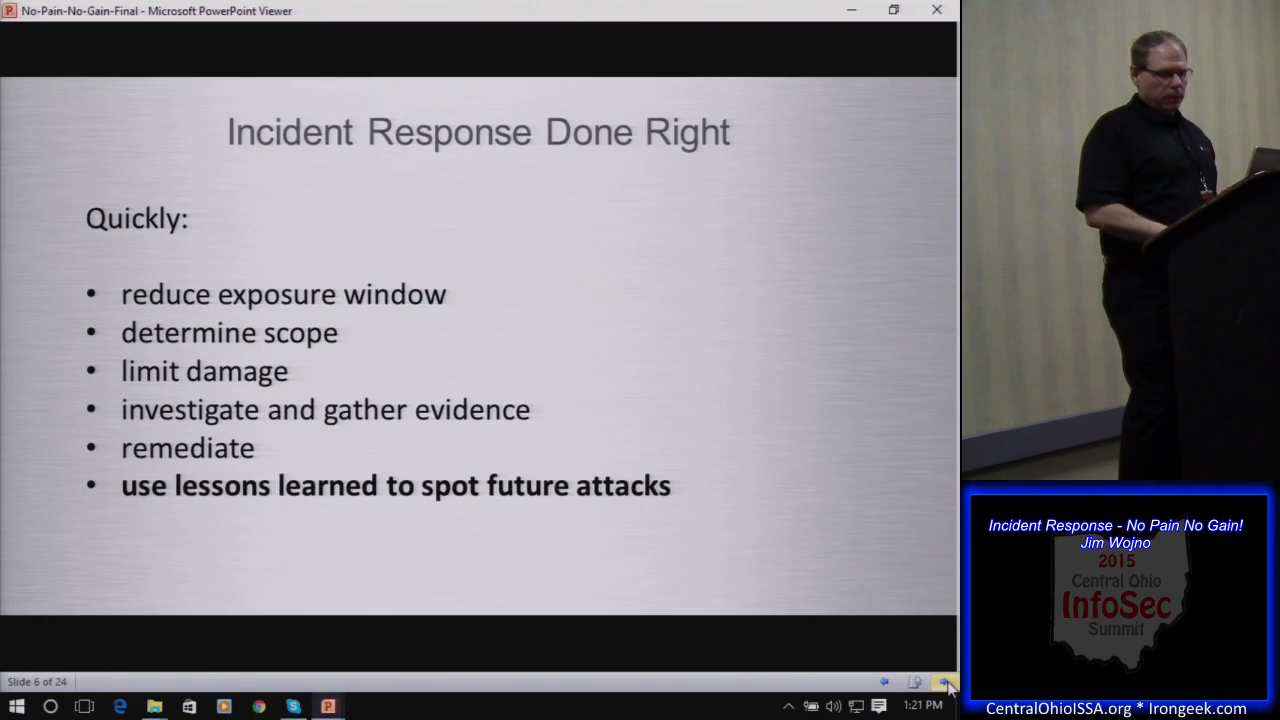 No-Pain-No-Gain-Final - Microsoft PowerPoint Viewer
Incident Response Done Right
Quickly:
• reduce exposure window
• determine scope
• limit damage
• investigate and gather evidence
• remediate
• use lessons learned to spot future attacks
Slide 6 of 24
1:21 PM
Incident Response - No Pain No Gain!
Jim Wojno
2015
Central Ohio
InfoSec
Summit
CentralOhioISSA.org * Irongeek.com